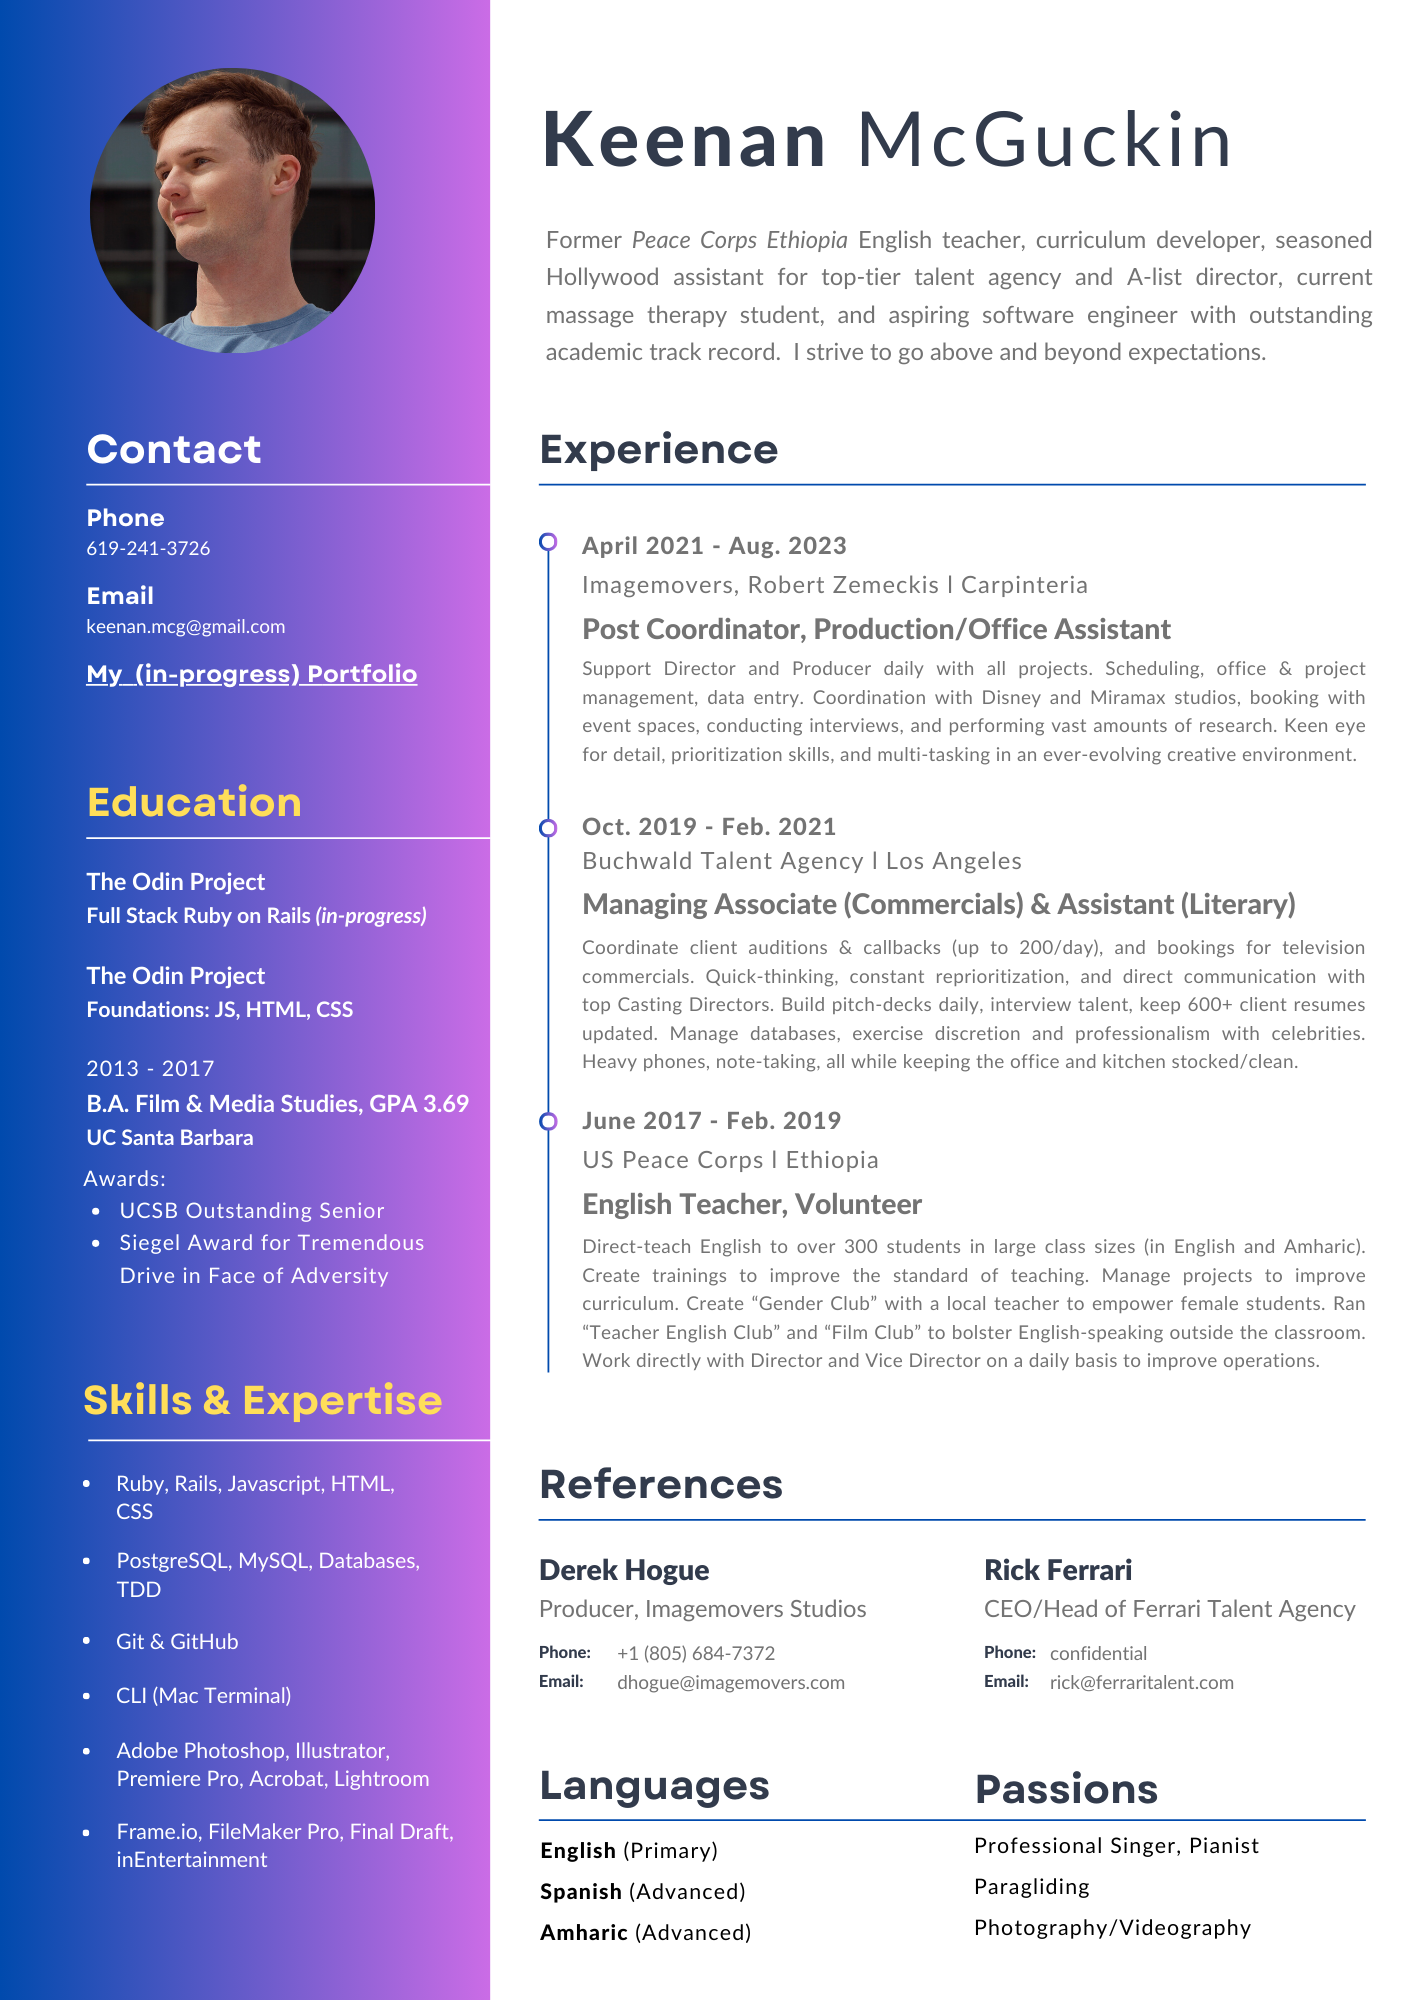 Keenan McGuckin
Former Peace Corps Ethiopia English teacher, curriculum developer, seasoned
Hollywood assistant for top-tier talent agency and A-list director, current
massage therapy student, and aspiring software engineer with outstanding
academic track record.  I strive to go above and beyond expectations.
Contact
Phone
619-241-3726
Email
keenan.mcg@gmail.com
My  (in-progress) Portfolio
Education
The Odin Project
Full Stack Ruby on Rails (in-progress)
The Odin Project
Foundations: JS, HTML, CSS
2013 - 2017
B.A. Film & Media Studies, GPA 3.69
UC Santa Barbara
Awards:
• UCSB Outstanding Senior
• Siegel Award for Tremendous
Drive in Face of Adversity
Skills & Expertise
• Ruby, Rails, Javascript, HTML,
CSS
• PostgreSQL, MySQL, Databases,
TDD
• Git & GitHub
• CLI (Mac Terminal)
• Adobe Photoshop, Illustrator,
Premiere Pro, Acrobat, Lightroom
• Frame.io, FileMaker Pro, Final Draft,
inEntertainment
Experience
April 2021 - Aug. 2023
Imagemovers, Robert Zemeckis l Carpinteria
Post Coordinator, Production/Office Assistant
Support Director and Producer daily with all projects. Scheduling, office & project
management, data entry. Coordination with Disney and Miramax studios, booking with
event spaces, conducting interviews, and performing vast amounts of research. Keen eye
for detail, prioritization skills, and multi-tasking in an ever-evolving creative environment.
Oct. 2019 - Feb. 2021
Buchwald Talent Agency l Los Angeles
Managing Associate (Commercials) & Assistant (Literary)
Coordinate client auditions & callbacks (up to 200/day), and bookings for television
commercials. Quick-thinking, constant reprioritization, and direct communication with
top Casting Directors. Build pitch-decks daily, interview talent, keep 600+ client resumes
updated. Manage databases, exercise discretion and professionalism with celebrities.
Heavy phones, note-taking, all while keeping the office and kitchen stocked/clean.
June 2017 - Feb. 2019
US Peace Corps l Ethiopia
English Teacher, Volunteer
Direct-teach English to over 300 students in large class sizes (in English and Amharic).
Create trainings to improve the standard of teaching. Manage projects to improve
curriculum. Create “Gender Club” with a local teacher to empower female students. Ran
“Teacher English Club” and “Film Club” to bolster English-speaking outside the classroom.
Work directly with Director and Vice Director on a daily basis to improve operations.
References
Derek Hogue
Producer, Imagemovers Studios
Phone: +1 (805) 684-7372
Email: dhogue@imagemovers.com
Rick Ferrari
CEO/Head of Ferrari Talent Agency
Phone: confidential
Email: rick@ferraritalent.com
Languages
English (Primary)
Spanish (Advanced)
Amharic (Advanced)
Passions
Professional Singer, Pianist
Paragliding
Photography/Videography